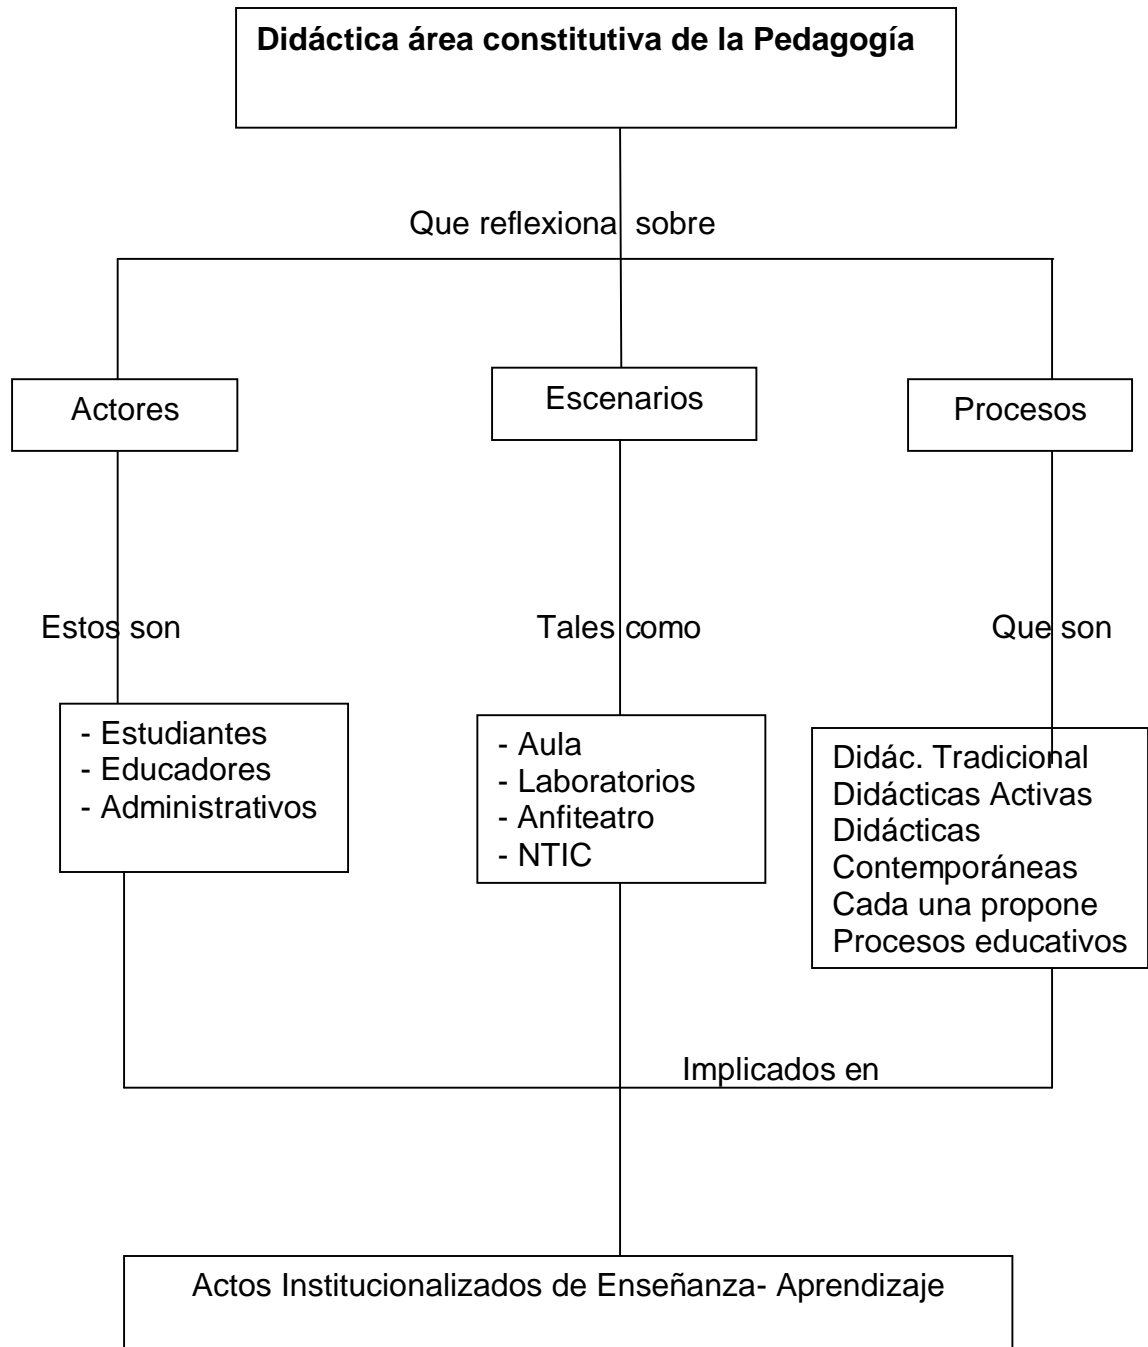 Didáctica área constitutiva de la Pedagogía
Que reflexiona  sobre
Actores
Escenarios
Procesos
Estos son
Tales como
Que son
- Estudiantes
- Educadores
- Administrativos
- Aula
- Laboratorios
- Anfiteatro
- NTIC
Didác. Tradicional
Didácticas Activas
Didácticas
Contemporáneas
Cada una propone
Procesos educativos
Implicados en
Actos Institucionalizados de Enseñanza- Aprendizaje